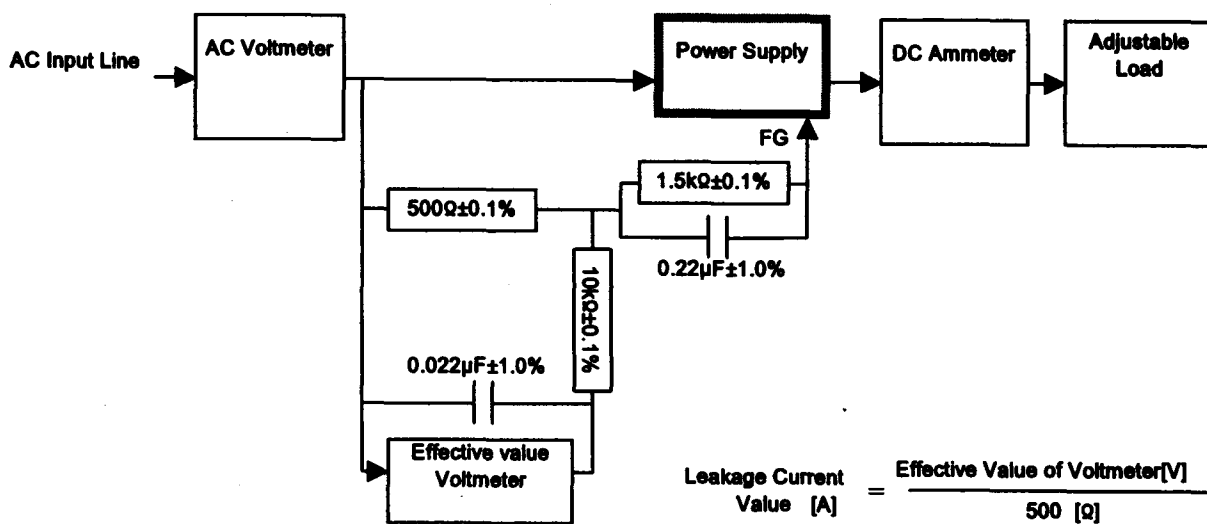 AC Input Line
AC Voltmeter
Power Supply
DC Ammeter
Adjustable
Load
FG
500Ω±0.1%
1.5kΩ±0.1%
0.22μF±1.0%
10kΩ±0.1%
0.022μF±1.0%
Effective value
Voltmeter
Leakage Current
Value [A]
=
Effective Value of Voltmeter[V]
500 [Ω]